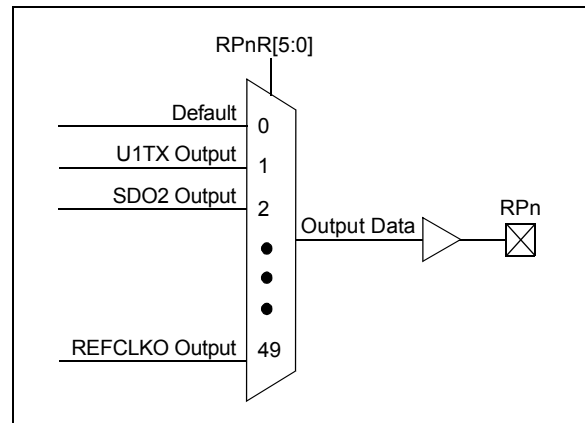 RPnR[5:0]
Default
0
U1TX Output
1
SDO2 Output
2
Output Data
RPn
REFCLKO Output
49